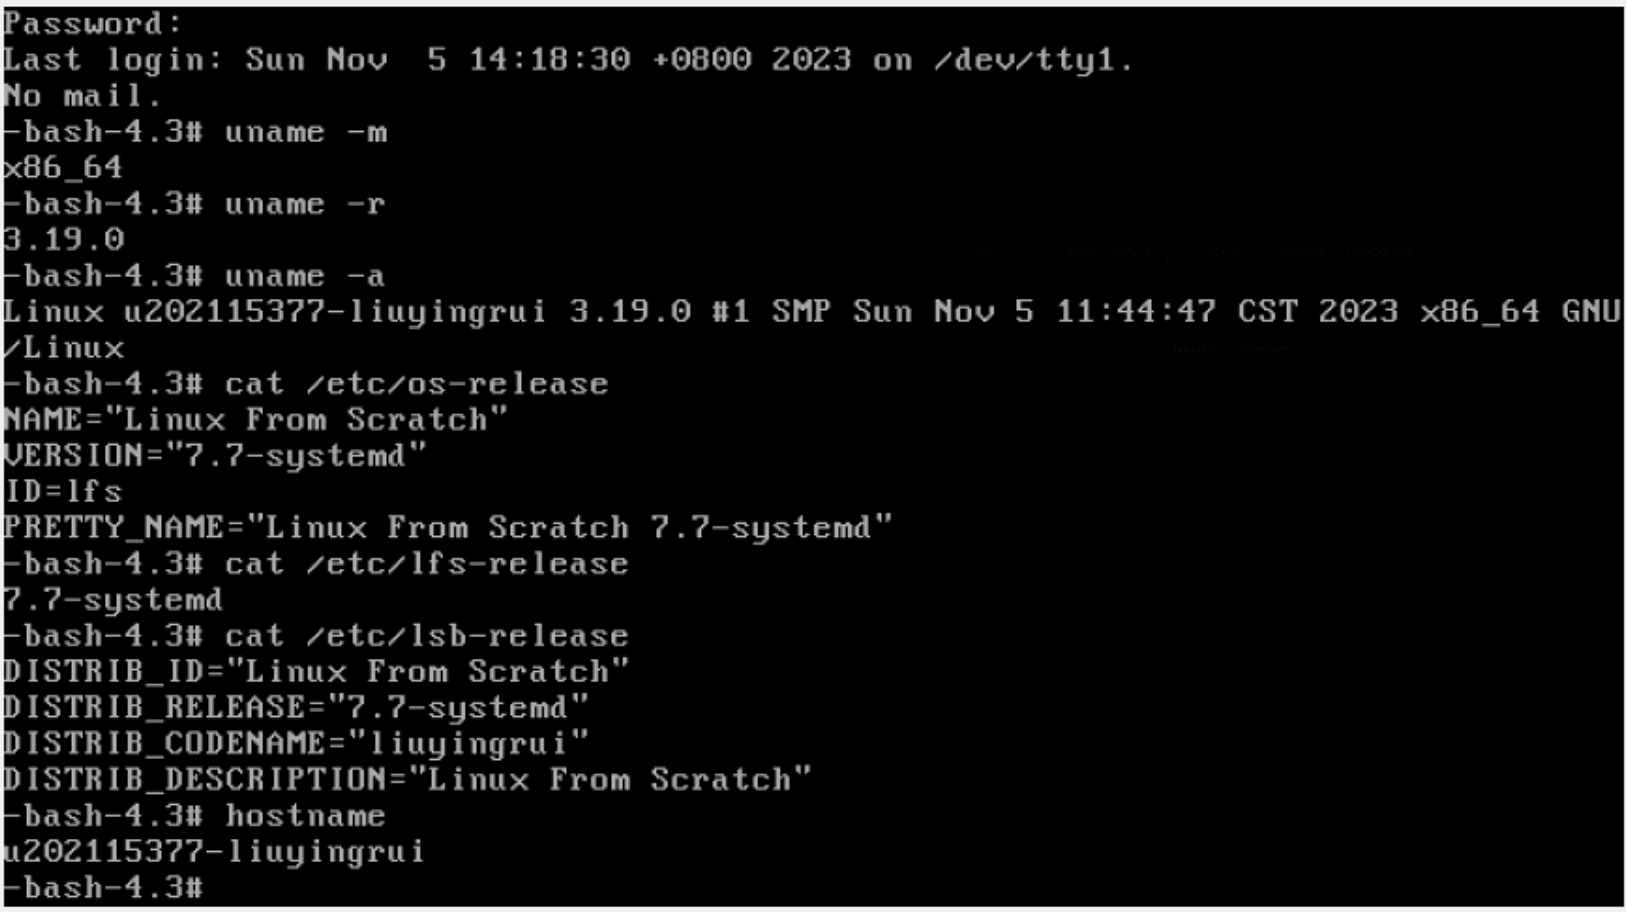 Password:
Last login: Sun Nov  5 14:18:30 +0800 2023 on /dev/tty1.
No mail.
-bash-4.3# uname -m
x86_64
-bash-4.3# uname -r
3.19.0
-bash-4.3# uname -a
Linux u202115377-liuyingrui 3.19.0 #1 SMP Sun Nov 5 11:44:47 CST 2023 x86_64 GNU
/Linux
-bash-4.3# cat /etc/os-release
NAME="Linux From Scratch"
VERSION="7.7-systemd"
ID=lfs
PRETTY_NAME="Linux From Scratch 7.7-systemd"
-bash-4.3# cat /etc/lfs-release
7.7-systemd
-bash-4.3# cat /etc/lsb-release
DISTRIB_ID="Linux From Scratch"
DISTRIB_RELEASE="7.7-systemd"
DISTRIB_CODENAME="liuyingrui"
DISTRIB_DESCRIPTION="Linux From Scratch"
-bash-4.3# hostname
u202115377-liuyingrui
-bash-4.3#